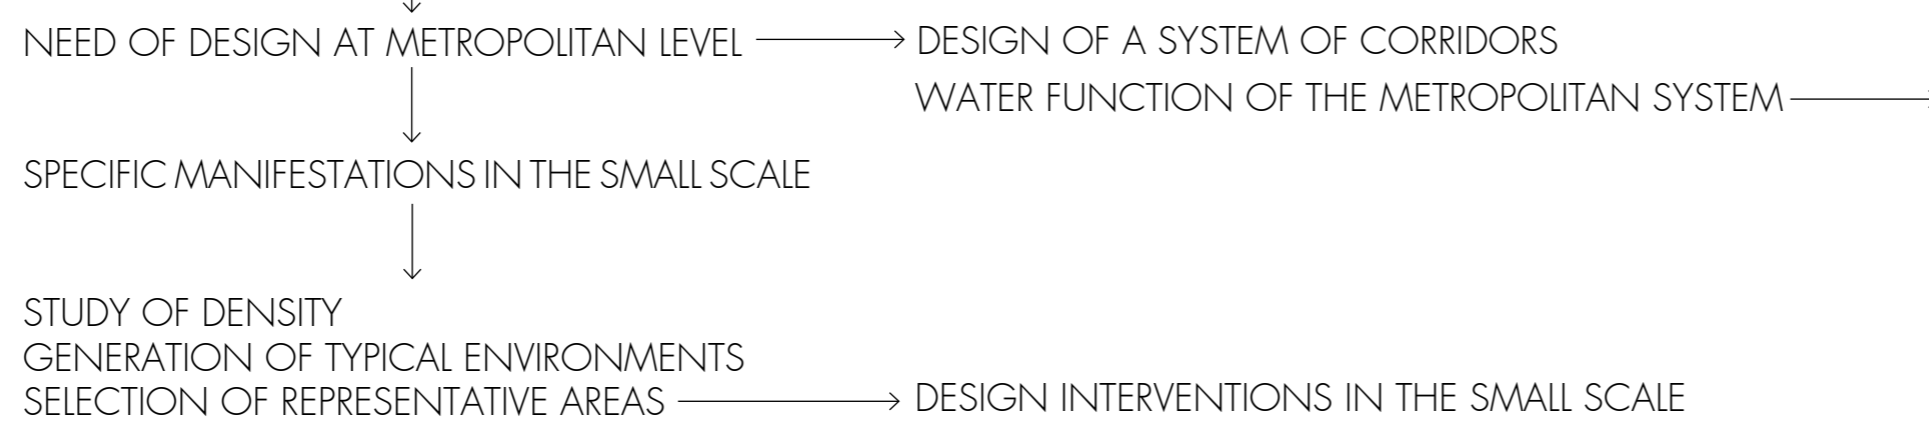 NEED OF DESIGN AT METROPOLITAN LEVEL
DESIGN OF A SYSTEM OF CORRIDORS
WATER FUNCTION OF THE METROPOLITAN SYSTEM
SPECIFIC MANIFESTATIONS IN THE SMALL SCALE
STUDY OF DENSITY
GENERATION OF TYPICAL ENVIRONMENTS
SELECTION OF REPRESENTATIVE AREAS
DESIGN INTERVENTIONS IN THE SMALL SCALE